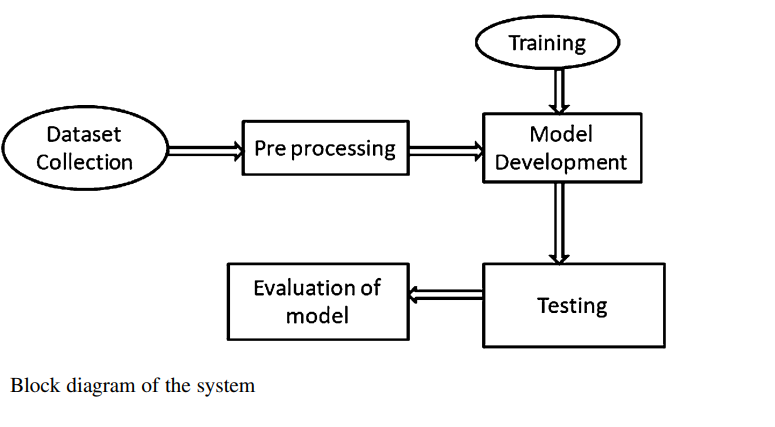 Training
Dataset
Collection
Pre processing
Model
Development
Evaluation of
model
Testing
Block diagram of the system